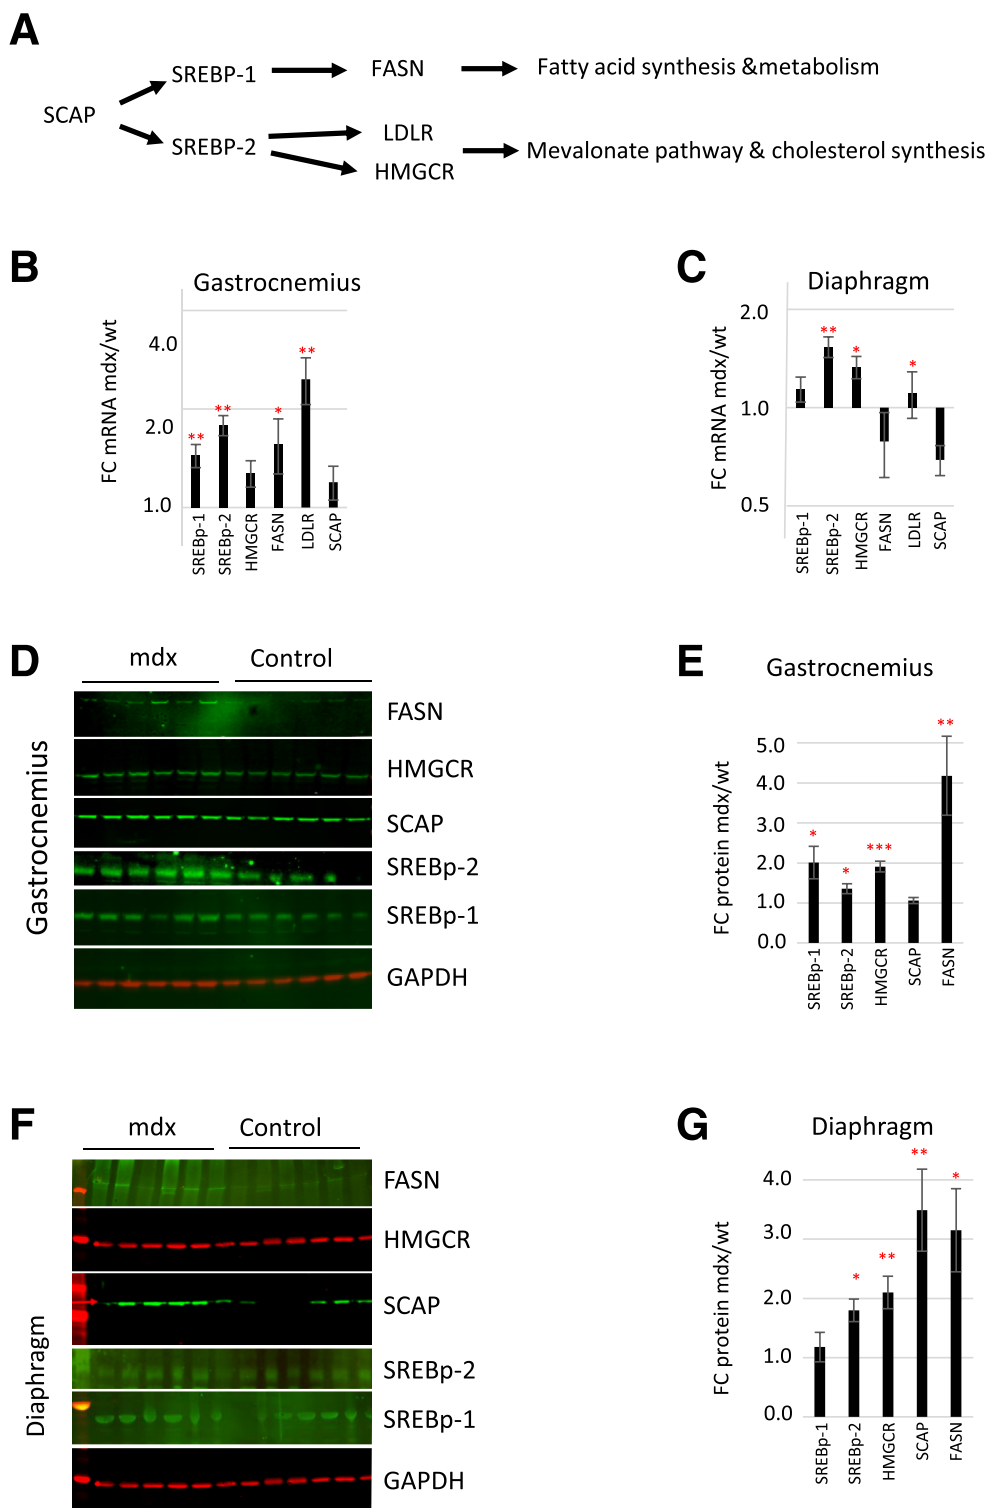 A
SCAP
SREBP-1
FASN
Fatty acid synthesis &metabolism
SREBP-2
LDLR
HMGCR
Mevalonate pathway & cholesterol synthesis
B
Gastrocnemius
FC mRNA mdx/wt
4.0
2.0
1.0
**
**
*
**
SREBp-1
SREBp-2
HMGCR
FASN
LDLR
SCAP
C
Diaphragm
FC mRNA mdx/wt
2.0
1.0
0.5
**
*
*
SREBp-1
SREBp-2
HMGCR
FASN
LDLR
SCAP
D
mdx
Control
Gastrocnemius
FASN
HMGCR
SCAP
SREBp-2
SREBp-1
GAPDH
E
Gastrocnemius
FC protein mdx/wt
5.0
4.0
3.0
2.0
1.0
0.0
*
*
***
**
SREBp-1
SREBp-2
HMGCR
SCAP
FASN
F
mdx
Control
Diaphragm
FASN
HMGCR
SCAP
SREBp-2
SREBp-1
GAPDH
G
Diaphragm
FC protein mdx/wt
4.0
3.0
2.0
1.0
0.0
*
**
**
*
SREBp-1
SREBp-2
HMGCR
SCAP
FASN